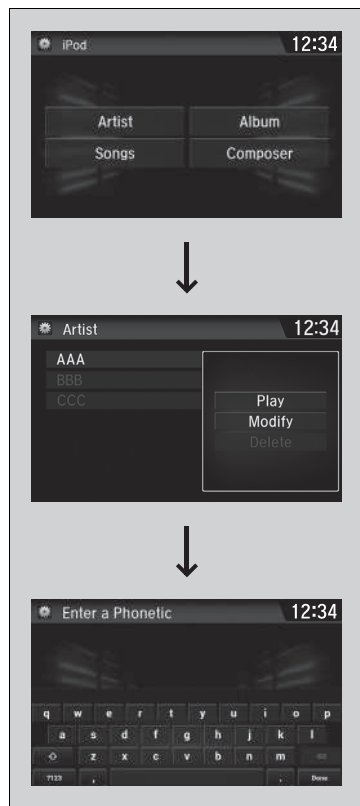 iPod 12:34
Artist Album
Songs Composer
Artist 12:34
AAA
BBB
CCC
Play
Modify
Delete
Enter a Phonetic 12:34
q w e r t y u i o p
a s d f g h j k l
z x c v b n m
?123 , . Done